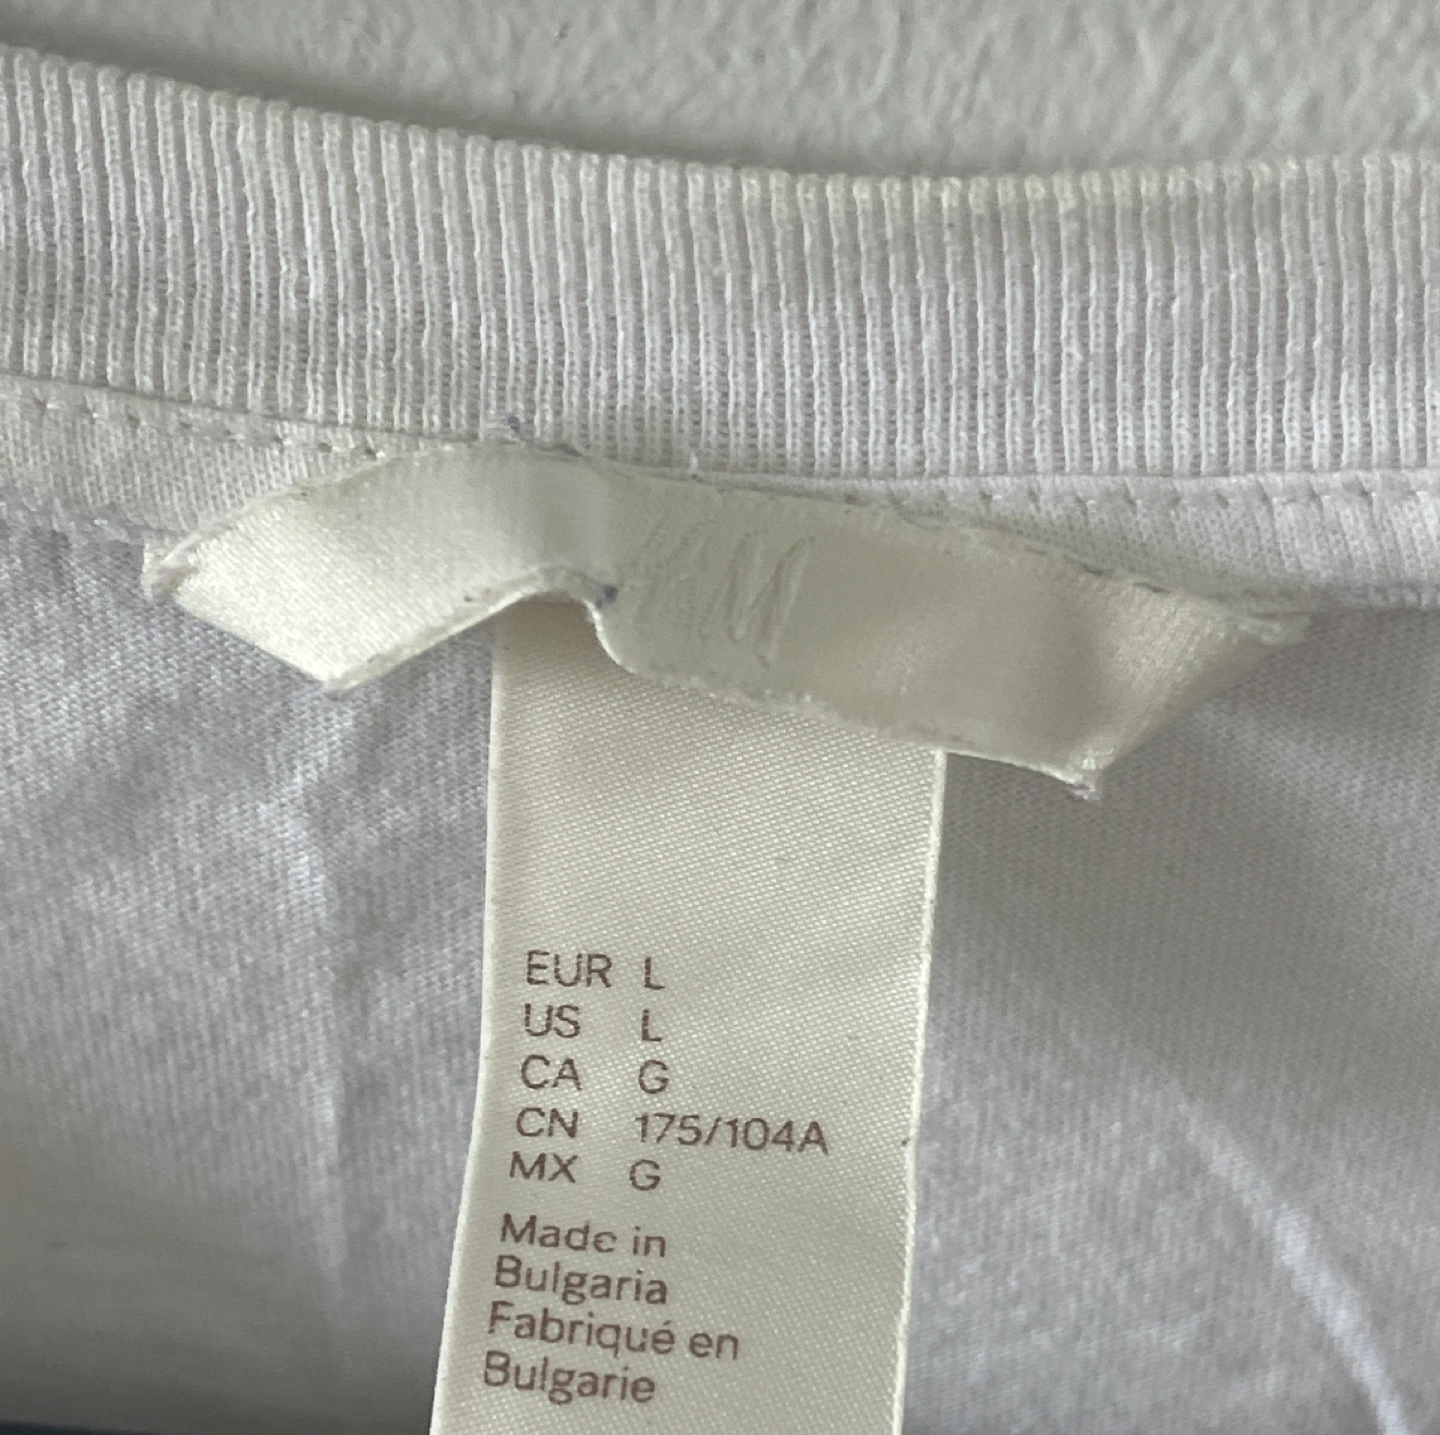 H&M
EUR L
US L
CA G
CN 175/104A
MX G
Made in
Bulgaria
Fabriqué en
Bulgarie